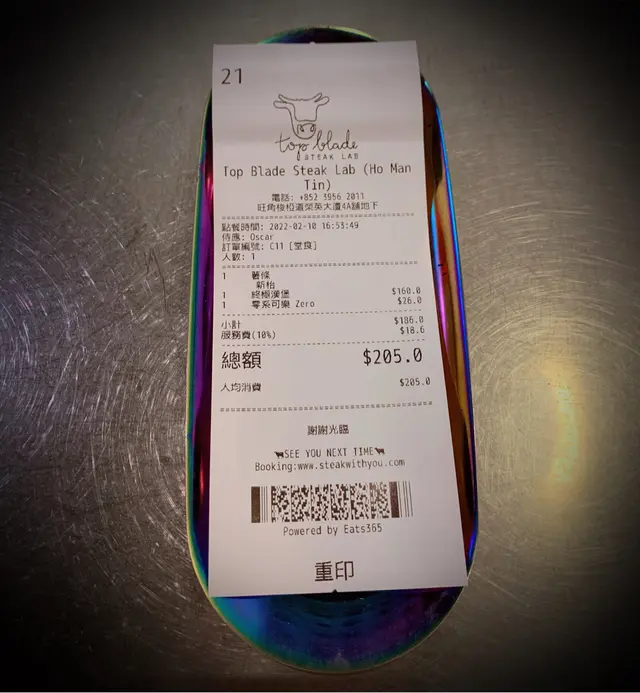 21
top blade
STEAK LAB
Top Blade Steak Lab (Ho Man
Tin)
電話: +852 3956 2011
旺角梭椏道榮英大廈4A舖地下
點餐時間: 2022-02-10 16:53:49
侍應: Oscar
訂單編號: C11 [堂食]
人數: 1
1 薯條
新枱
1 終極漢堡 $160.0
1 零系可樂 Zero $26.0
小計 $186.0
服務費(10%) $18.6
總額 $205.0
人均消費 $205.0
謝謝光臨
SEE YOU NEXT TIME
Booking:www.steakwithyou.com
Powered by Eats365
重印